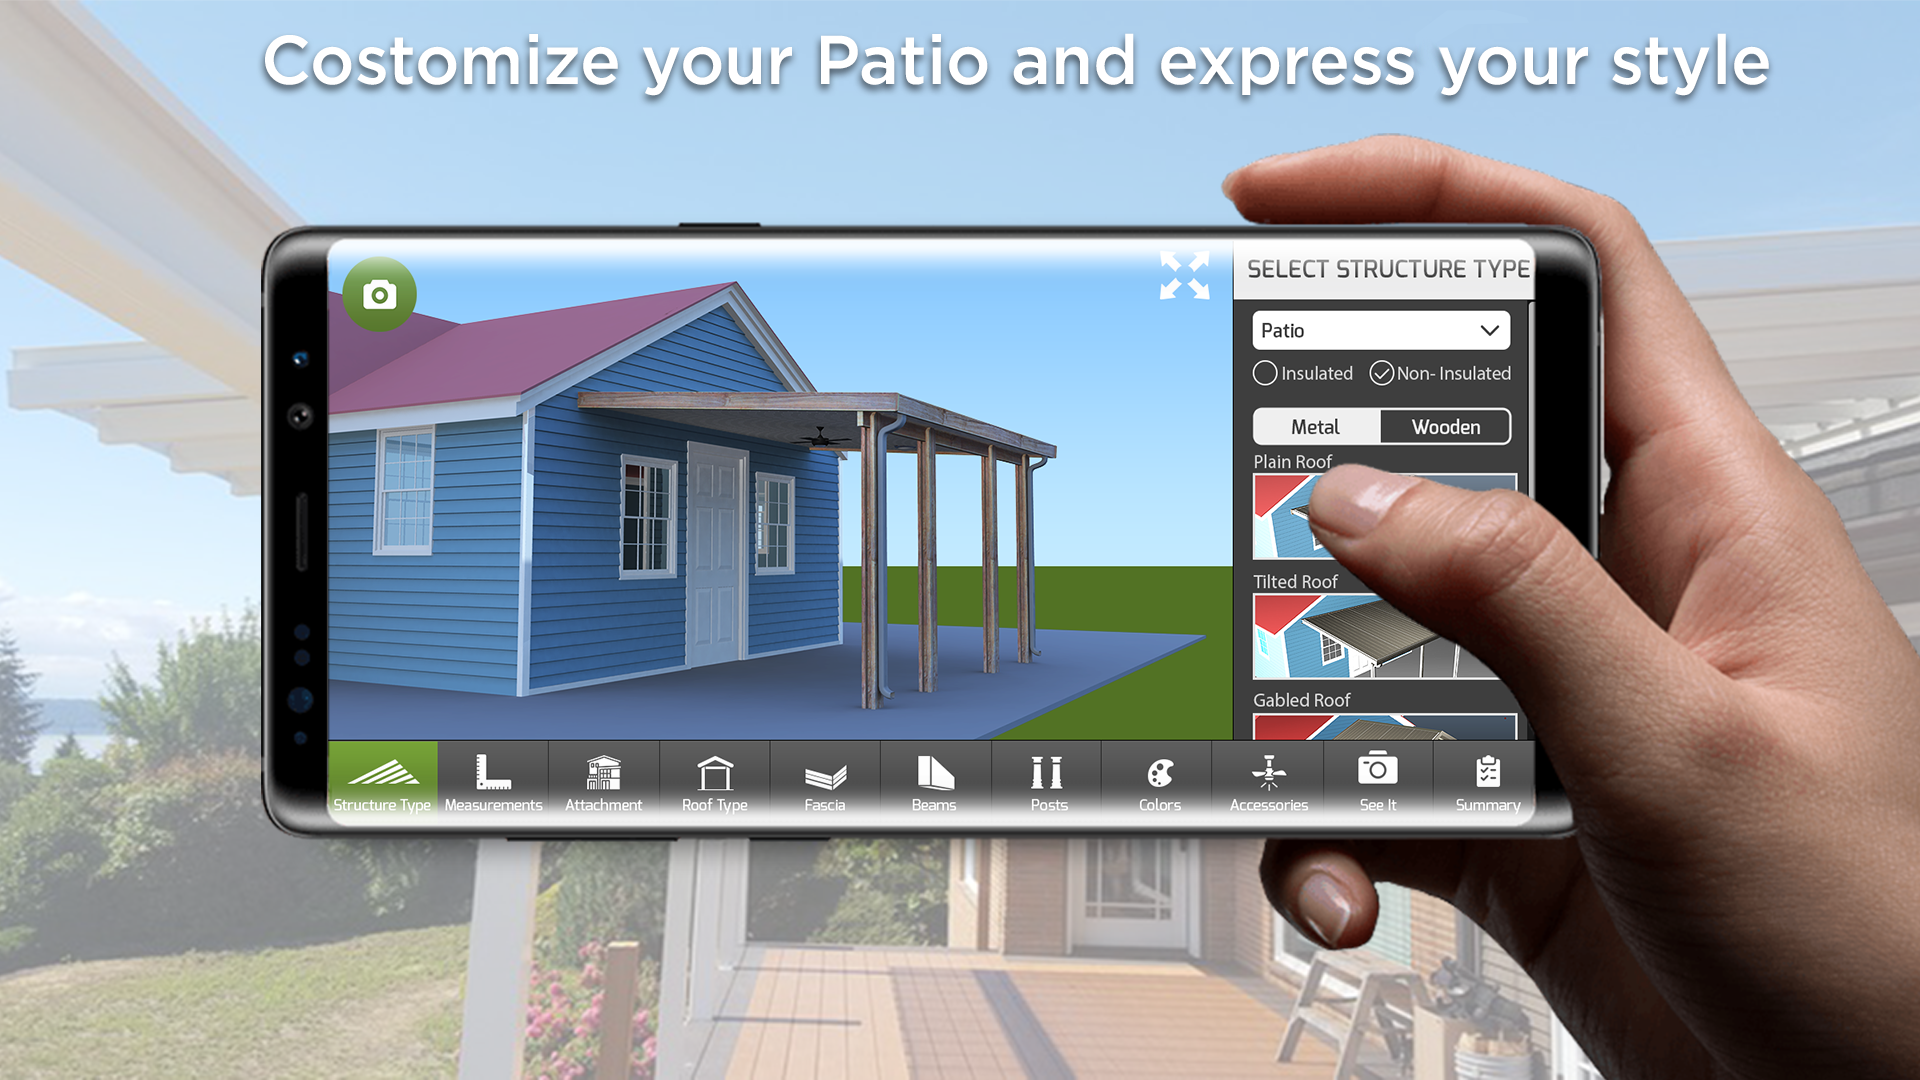 Costomize your Patio and express your style
SELECT STRUCTURE TYPE
Patio
Insulated Non- Insulated
Metal Wooden
Plain Roof
Tilted Roof
Gabled Roof
Structure Type Measurements Attachment Roof Type Fascia Beams Posts Colors Accessories See It Summary